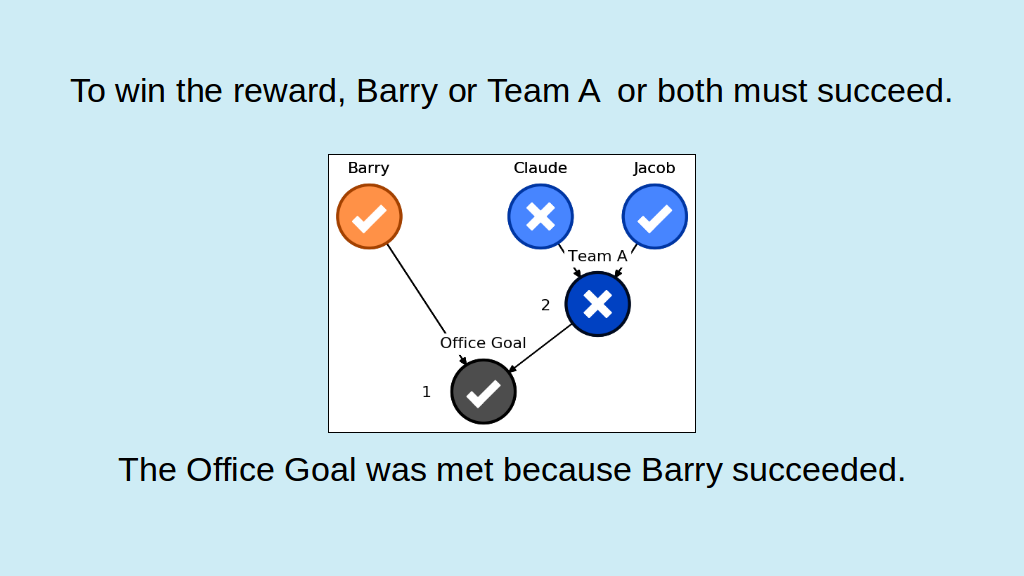 To win the reward, Barry or Team A  or both must succeed.
Barry Claude Jacob
Team A
2
Office Goal
1
The Office Goal was met because Barry succeeded.